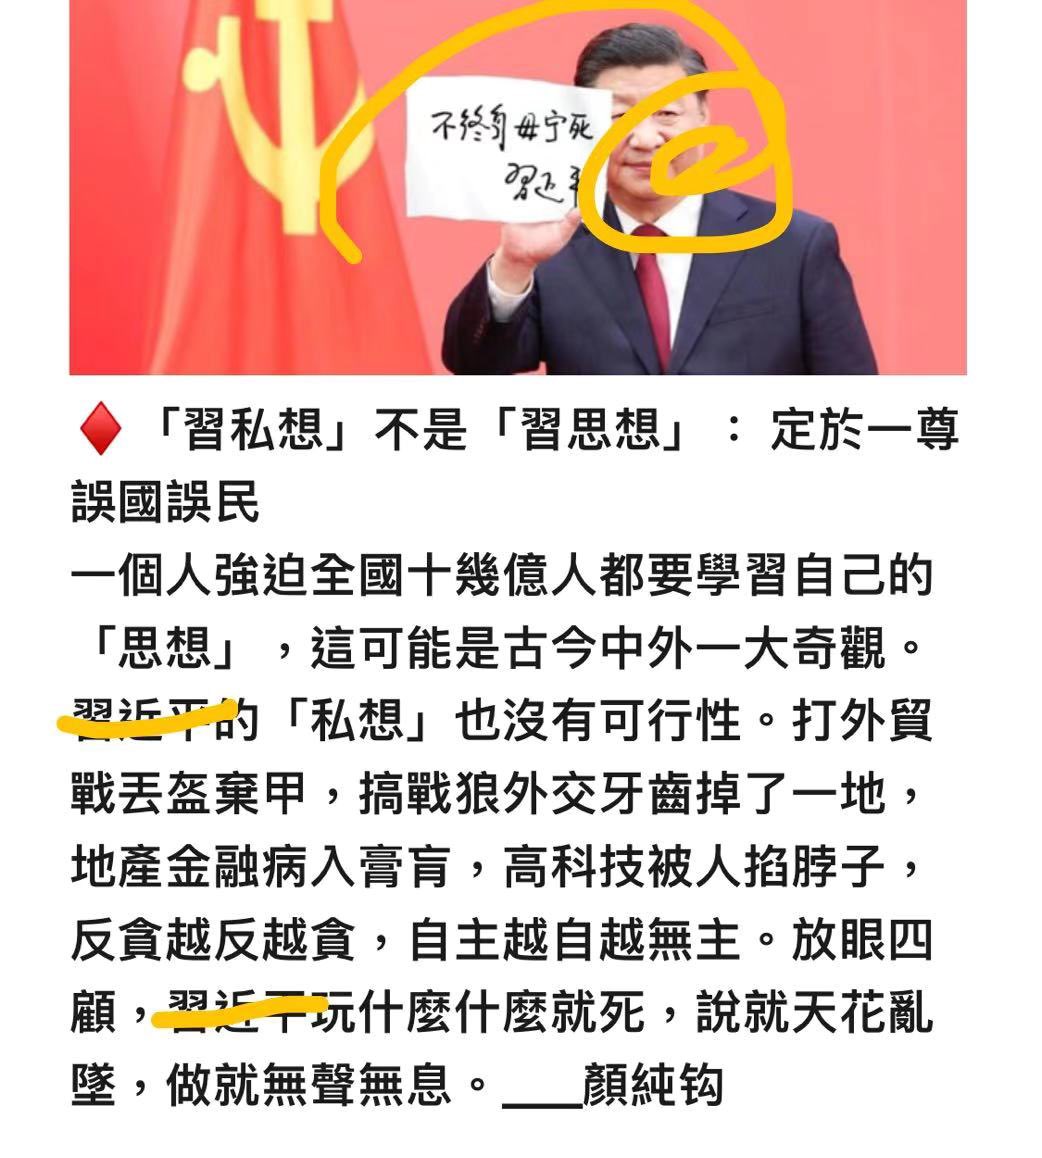 不终身毋宁死
習近平
♦️「習私想」不是「習思想」：定於一尊
誤國誤民
一個人強迫全國十幾億人都要學習自己的
「思想」，這可能是古今中外一大奇觀。
習近平的「私想」也沒有可行性。打外貿
戰丟盔棄甲，搞戰狼外交牙齒掉了一地，
地產金融病入膏肓，高科技被人掐脖子，
反貪越反越貪，自主越自越無主。放眼四
顧，習近平玩什麼什麼就死，說就天花亂
墜，做就無聲無息。___顏純钩